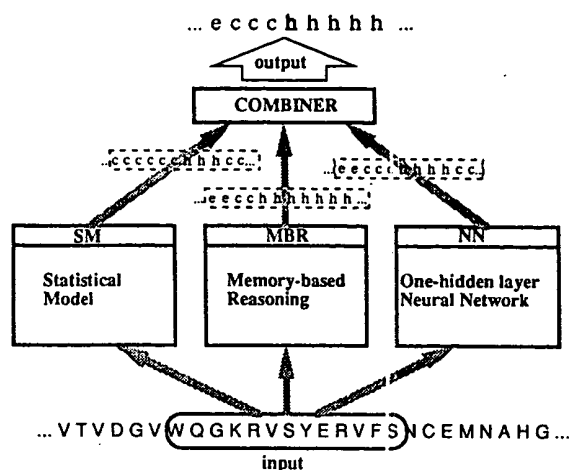 ... e c c c h h h h h ...
output
COMBINER
...c c c c c c h h h c c...
...e e c c h h h h h h h...
SM
MBR
NN
Statistical
Model
Memory-based
Reasoning
One-hidden layer
Neural Network
... V T V D G V W Q G K R V S Y E R V F S N C E M N A H G ...
input